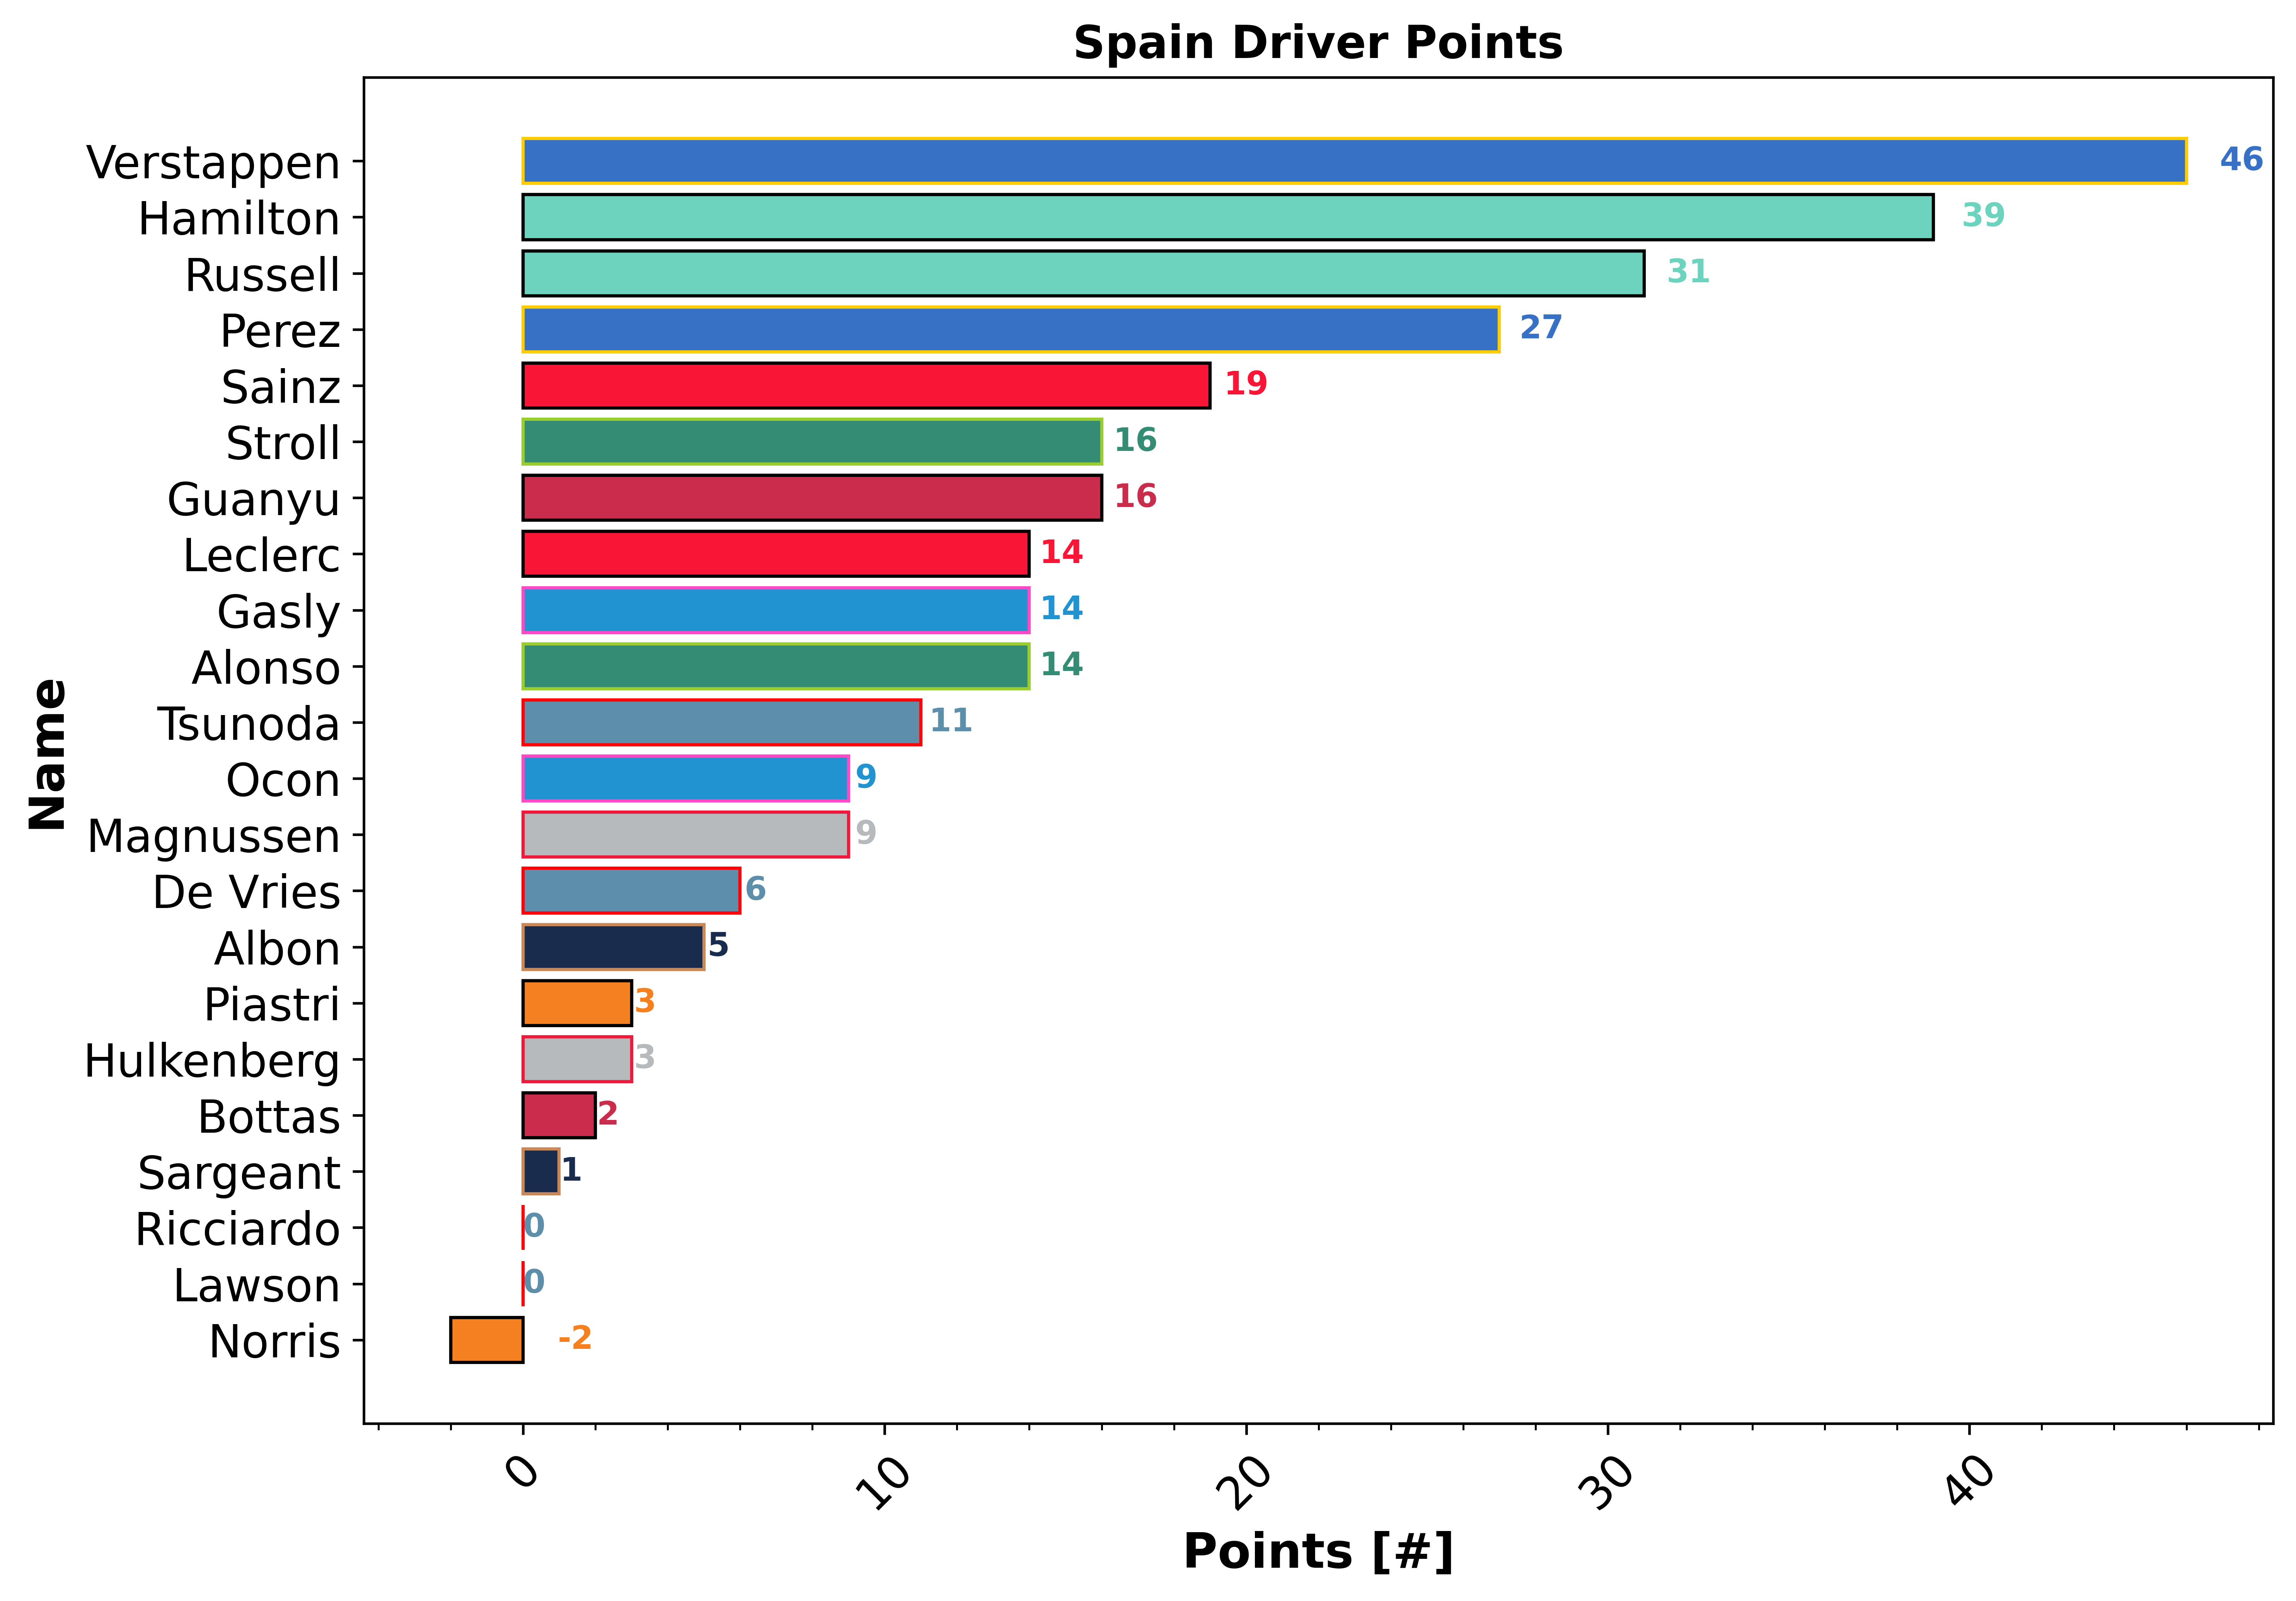 Spain Driver Points
Name
Verstappen 46
Hamilton 39
Russell 31
Perez 27
Sainz 19
Stroll 16
Guanyu 16
Leclerc 14
Gasly 14
Alonso 14
Tsunoda 11
Ocon 9
Magnussen 9
De Vries 6
Albon 5
Piastri 3
Hulkenberg 3
Bottas 2
Sargeant 1
Ricciardo 0
Lawson 0
Norris -2
0 10 20 30 40
Points [#]